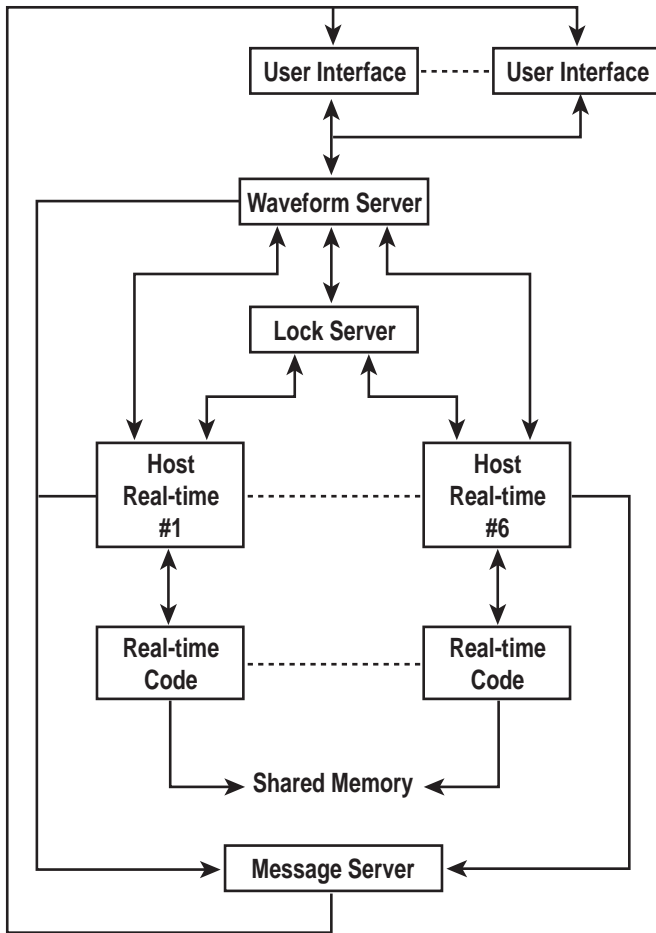 User Interface
User Interface
Waveform Server
Lock Server
Host
Real-time
#1
Host
Real-time
#6
Real-time
Code
Real-time
Code
Shared Memory
Message Server